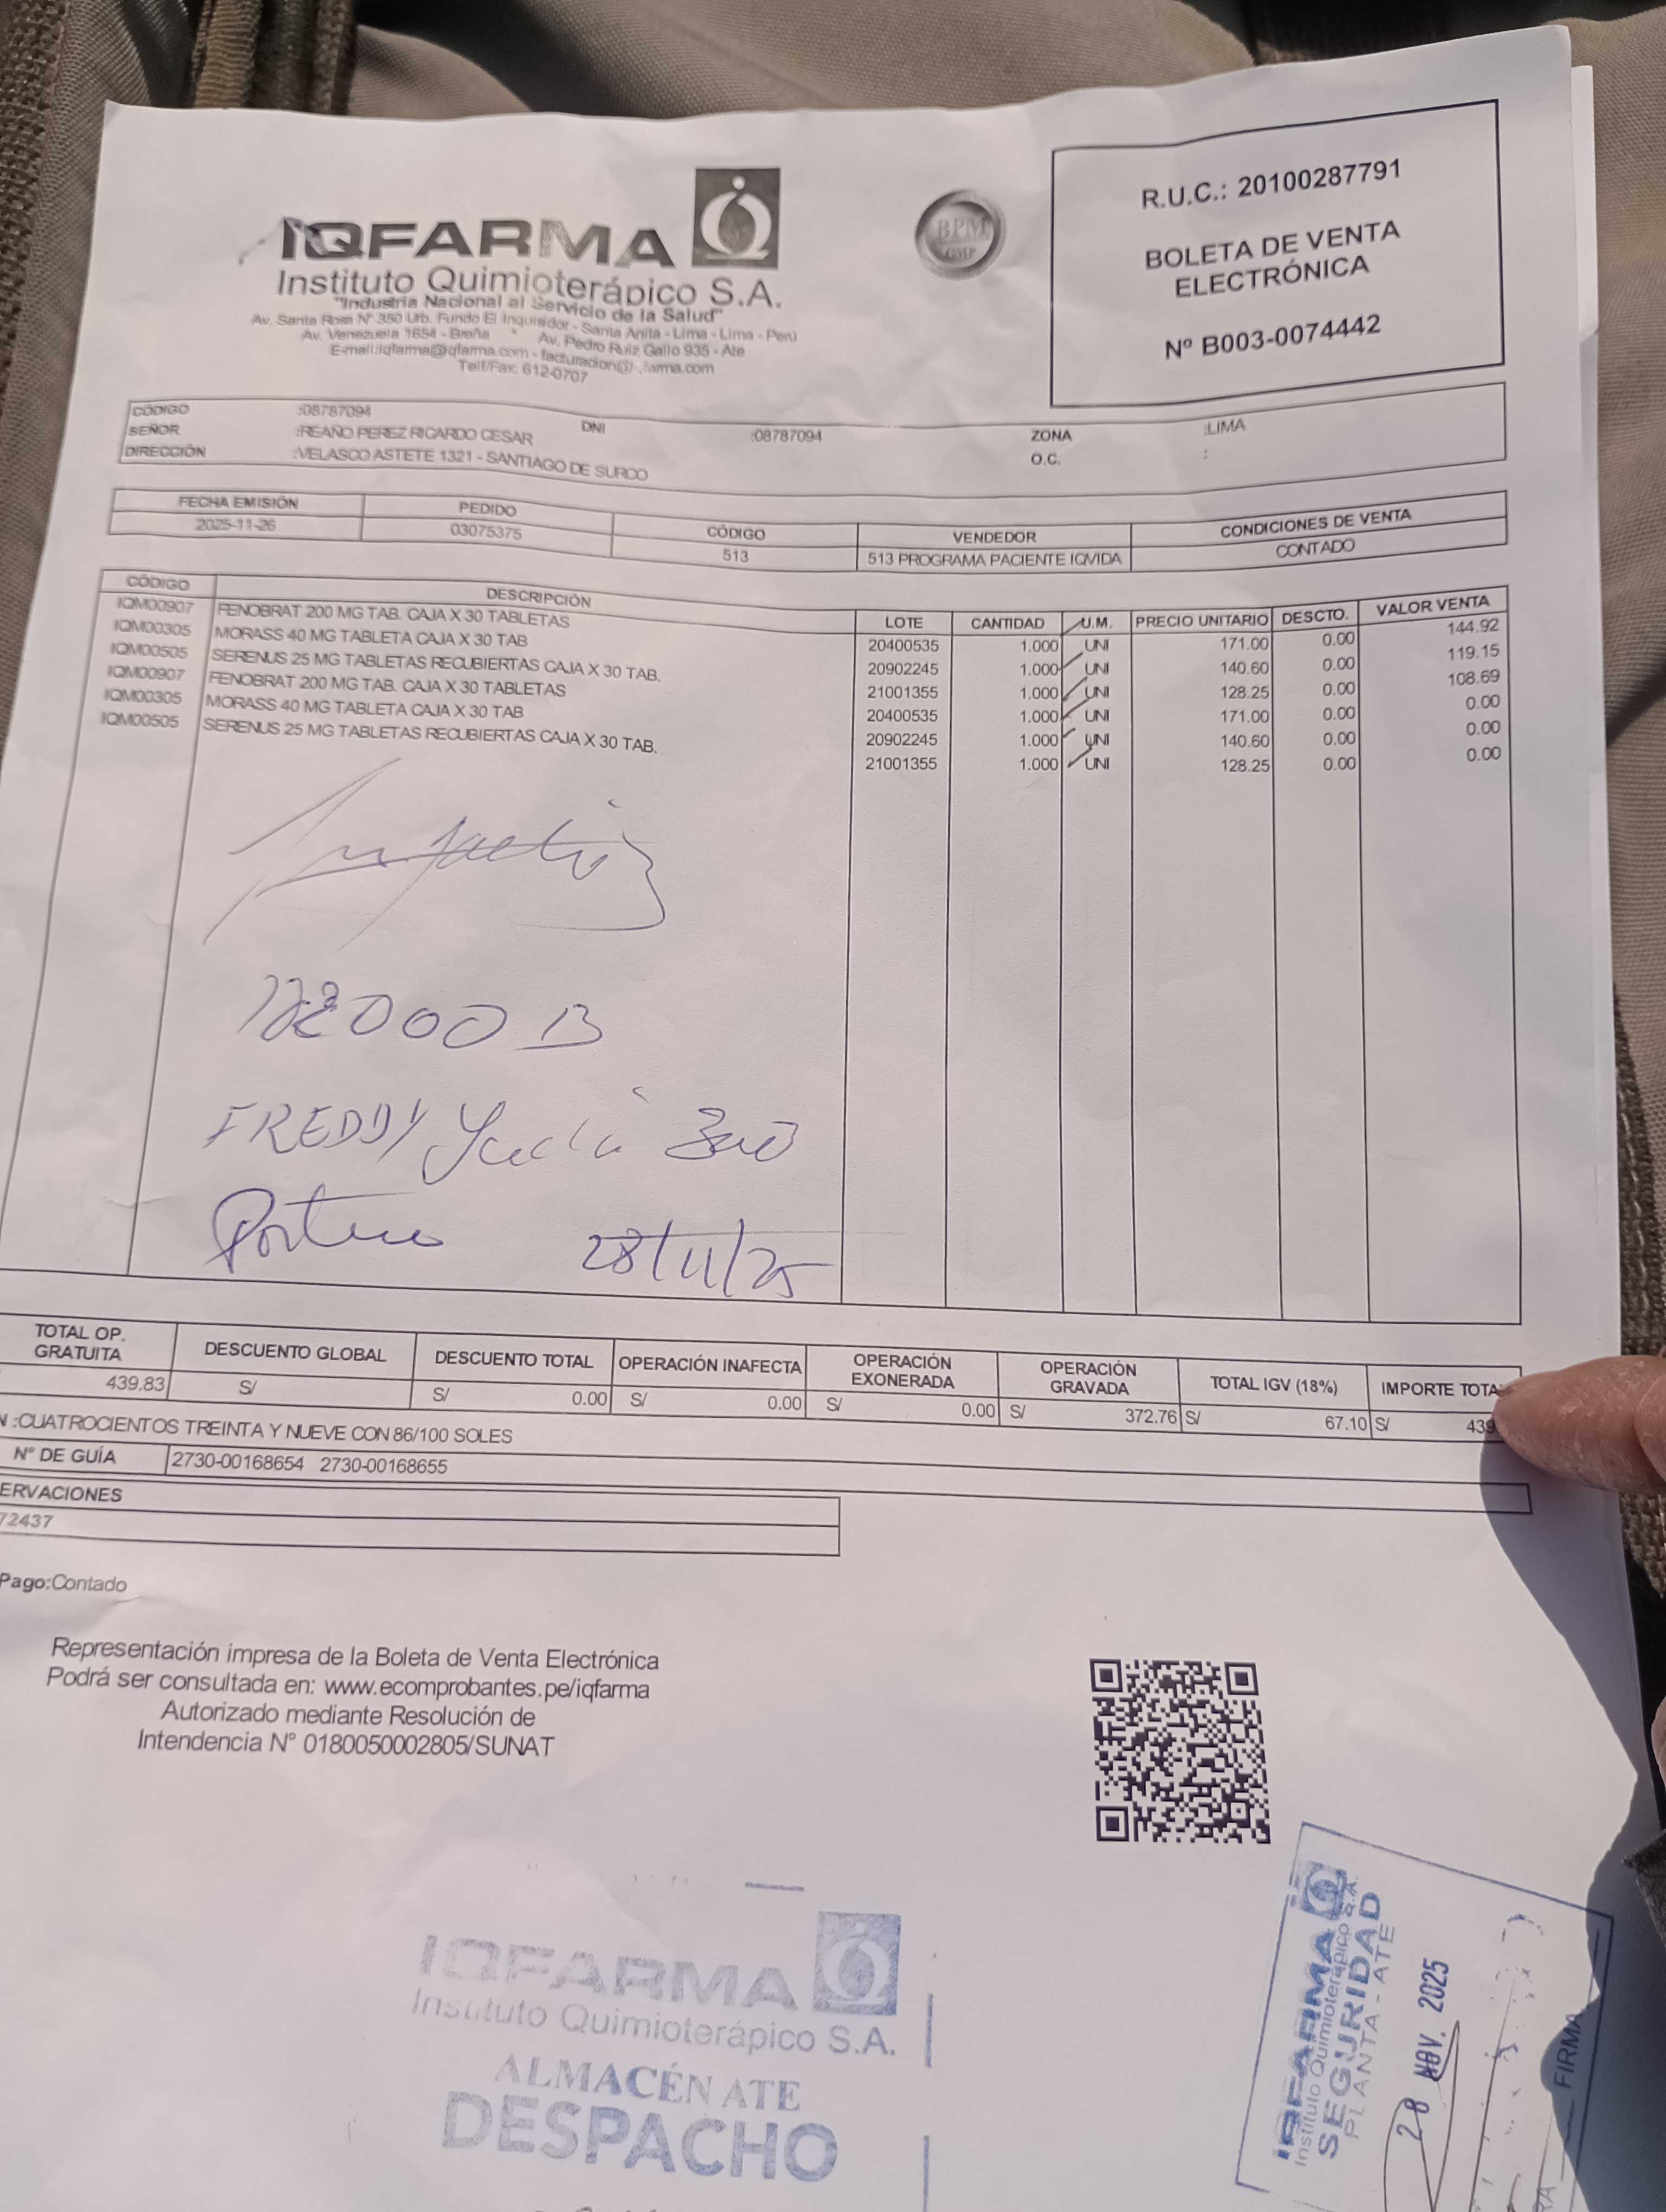 IQFARMA
Instituto Quimioterápico S.A.
"Industria Nacional al Servicio de la Salud"
Av. Santa Rosa N° 350 Urb. Fundo El Inquisidor - Santa Anita - Lima - Lima - Perú
Av. Venezuela 1654 - Breña * Av. Pedro Ruiz Gallo 935 - Ate
E-mail:iqfarma@iqfarma.com - facturacion@ .farma.com
Telf/Fax: 612-0707
BPM
GMP
R.U.C.: 20100287791
BOLETA DE VENTA
ELECTRÓNICA
Nº B003-0074442
CÓDIGO :08787094 DNI :08787094 ZONA :LIMA
SEÑOR :REAÑO PEREZ RICARDO CESAR O.C. :
DIRECCIÓN :VELASCO ASTETE 1321 - SANTIAGO DE SURCO
FECHA EMISIÓN PEDIDO CÓDIGO VENDEDOR CONDICIONES DE VENTA
2025-11-26 03075375 513 513 PROGRAMA PACIENTE IQVIDA CONTADO
CÓDIGO DESCRIPCIÓN LOTE CANTIDAD U.M. PRECIO UNITARIO DESCTO. VALOR VENTA
IQM00907 FENOBRAT 200 MG TAB. CAJA X 30 TABLETAS 20400535 1.000 UNI 171.00 0.00 144.92
IQM00305 MORASS 40 MG TABLETA CAJA X 30 TAB 20902245 1.000 UNI 140.60 0.00 119.15
IQM00505 SERENUS 25 MG TABLETAS RECUBIERTAS CAJA X 30 TAB. 21001355 1.000 UNI 128.25 0.00 108.69
IQM00907 FENOBRAT 200 MG TAB. CAJA X 30 TABLETAS 20400535 1.000 UNI 171.00 0.00 0.00
IQM00305 MORASS 40 MG TABLETA CAJA X 30 TAB 20902245 1.000 UNI 140.60 0.00 0.00
IQM00505 SERENUS 25 MG TABLETAS RECUBIERTAS CAJA X 30 TAB. 21001355 1.000 UNI 128.25 0.00 0.00
FREDDY
28/11/25
TOTAL OP. GRATUITA DESCUENTO GLOBAL DESCUENTO TOTAL OPERACIÓN INAFECTA OPERACIÓN EXONERADA OPERACIÓN GRAVADA TOTAL IGV (18%) IMPORTE TOTA
439.83 S/ S/ 0.00 S/ 0.00 S/ 0.00 S/ 372.76 S/ 67.10 S/ 439
N :CUATROCIENTOS TREINTA Y NUEVE CON 86/100 SOLES
N° DE GUÍA 2730-00168654 2730-00168655
ERVACIONES
72437
Pago:Contado
Representación impresa de la Boleta de Venta Electrónica
Podrá ser consultada en: www.ecomprobantes.pe/iqfarma
Autorizado mediante Resolución de
Intendencia N° 0180050002805/SUNAT
IQFARMA
Instituto Quimioterápico S.A.
ALMACÉN ATE
DESPACHO
IQFARMA
Instituto Quimioterápico S.A.
SEGURIDAD
PLANTA - ATE
28 NOV. 2025
FIRMA